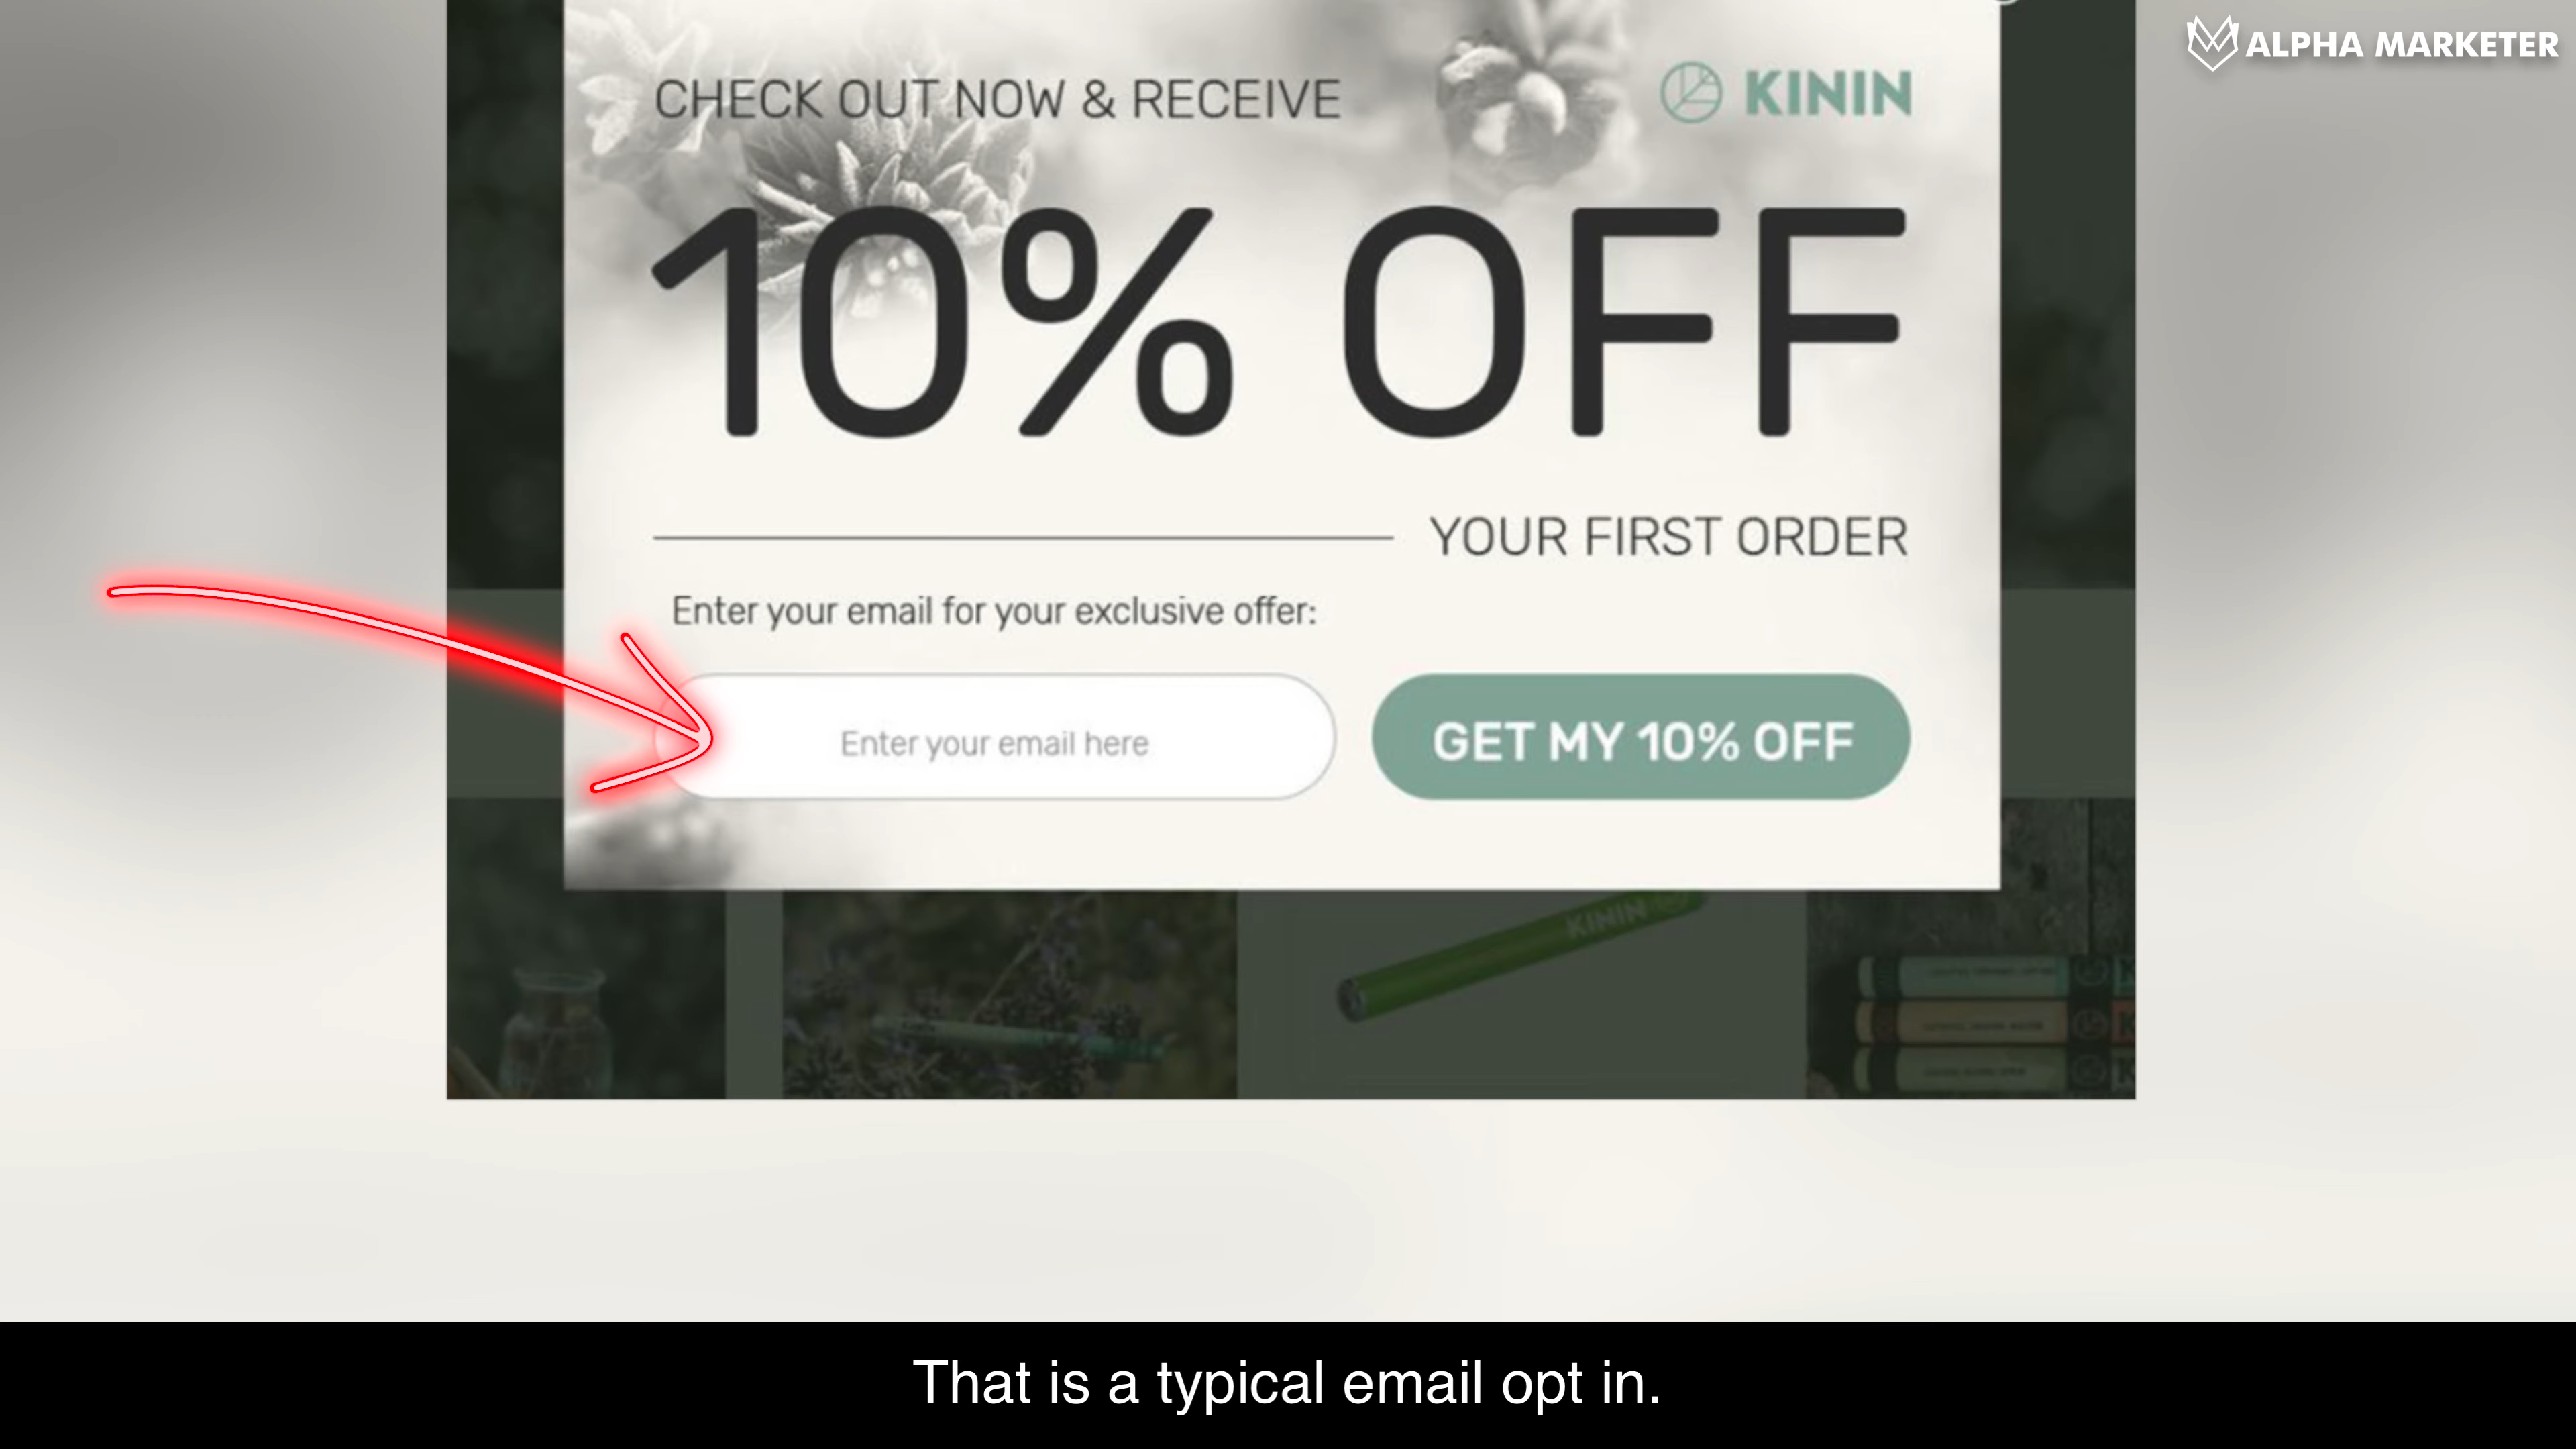 ALPHA MARKETER
CHECK OUT NOW & RECEIVE
KININ
10% OFF
YOUR FIRST ORDER
Enter your email for your exclusive offer:
Enter your email here
GET MY 10% OFF
KININ
That is a typical email opt in.